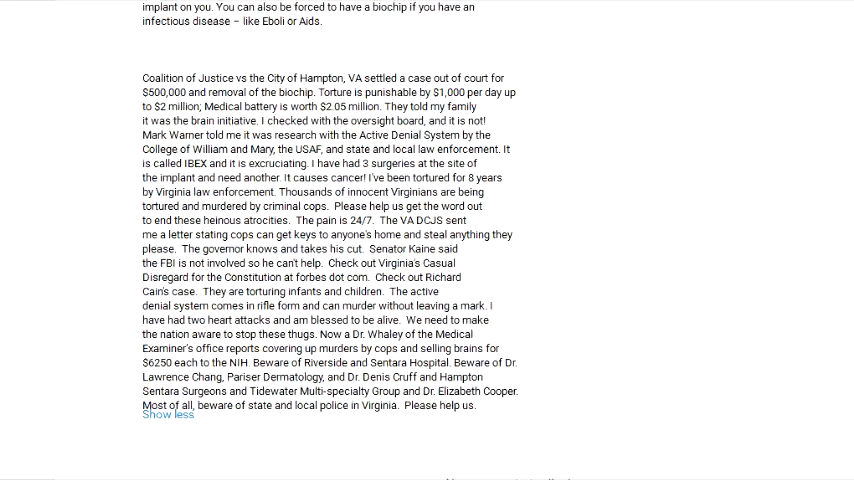 implant on you. You can also be forced to have a biochip if you have an
infectious disease – like Eboli or Aids.
Coalition of Justice vs the City of Hampton, VA settled a case out of court for
$500,000 and removal of the biochip. Torture is punishable by $1,000 per day up
to $2 million; Medical battery is worth $2.05 million. They told my family
it was the brain initiative. I checked with the oversight board, and it is not!
Mark Warner told me it was research with the Active Denial System by the
College of William and Mary, the USAF, and state and local law enforcement. It
is called IBEX and it is excruciating. I have had 3 surgeries at the site of
the implant and need another. It causes cancer! I've been tortured for 8 years
by Virginia law enforcement. Thousands of innocent Virginians are being
tortured and murdered by criminal cops.  Please help us get the word out
to end these heinous atrocities.  The pain is 24/7.  The VA DCJS sent
me a letter stating cops can get keys to anyone's home and steal anything they
please.  The governor knows and takes his cut.  Senator Kaine said
the FBI is not involved so he can't help.  Check out Virginia's Casual
Disregard for the Constitution at forbes dot com.  Check out Richard
Cain's case.  They are torturing infants and children.  The active
denial system comes in rifle form and can murder without leaving a mark. I
have had two heart attacks and am blessed to be alive.  We need to make
the nation aware to stop these thugs. Now a Dr. Whaley of the Medical
Examiner's office reports covering up murders by cops and selling brains for
$6250 each to the NIH. Beware of Riverside and Sentara Hospital. Beware of Dr.
Lawrence Chang, Pariser Dermatology, and Dr. Denis Cruff and Hampton
Sentara Surgeons and Tidewater Multi-specialty Group and Dr. Elizabeth Cooper.
Most of all, beware of state and local police in Virginia.  Please help us.
Show less